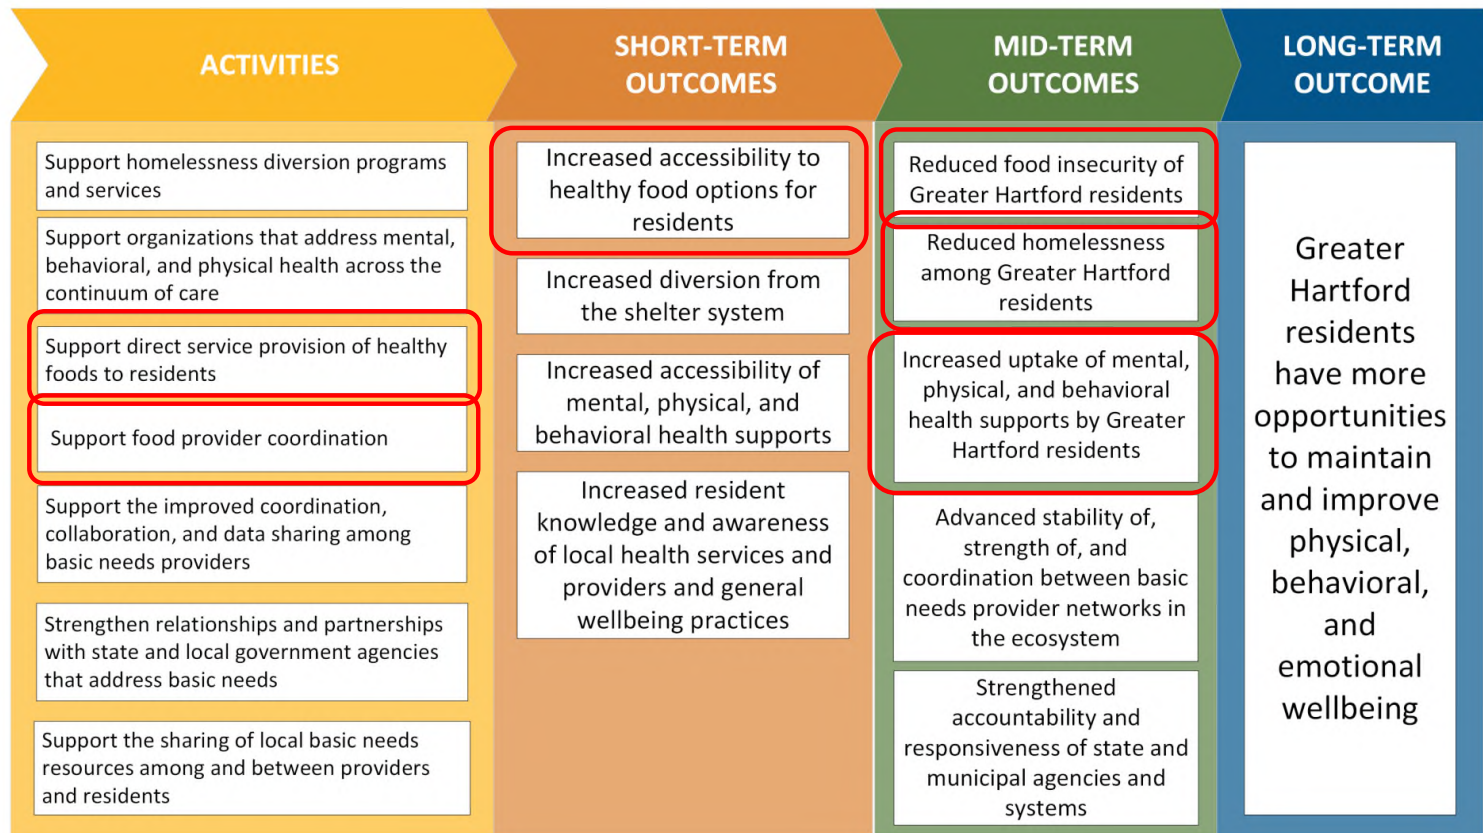 ACTIVITIES
Support homelessness diversion programs
and services
Support organizations that address mental,
behavioral, and physical health across the
continuum of care
Support direct service provision of healthy
foods to residents
Support food provider coordination
Support the improved coordination,
collaboration, and data sharing among
basic needs providers
Strengthen relationships and partnerships
with state and local government agencies
that address basic needs
Support the sharing of local basic needs
resources among and between providers
and residents
SHORT-TERM
OUTCOMES
Increased accessibility to
healthy food options for
residents
Increased diversion from
the shelter system
Increased accessibility of
mental, physical, and
behavioral health supports
Increased resident
knowledge and awareness
of local health services and
providers and general
wellbeing practices
MID-TERM
OUTCOMES
Reduced food insecurity of
Greater Hartford residents
Reduced homelessness
among Greater Hartford
residents
Increased uptake of mental,
physical, and behavioral
health supports by Greater
Hartford residents
Advanced stability of,
strength of, and
coordination between basic
needs provider networks in
the ecosystem
Strengthened
accountability and
responsiveness of state and
municipal agencies and
systems
LONG-TERM
OUTCOME
Greater
Hartford
residents
have more
opportunities
to maintain
and improve
physical,
behavioral,
and
emotional
wellbeing